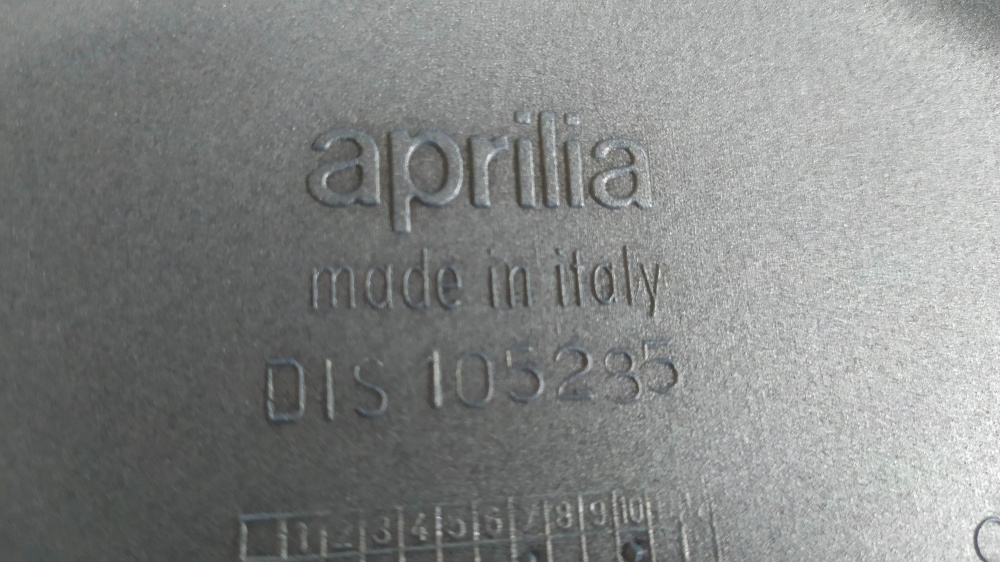 aprilia
made in italy
DIS 105285
1 2 3 4 5 6 7 8 9 10